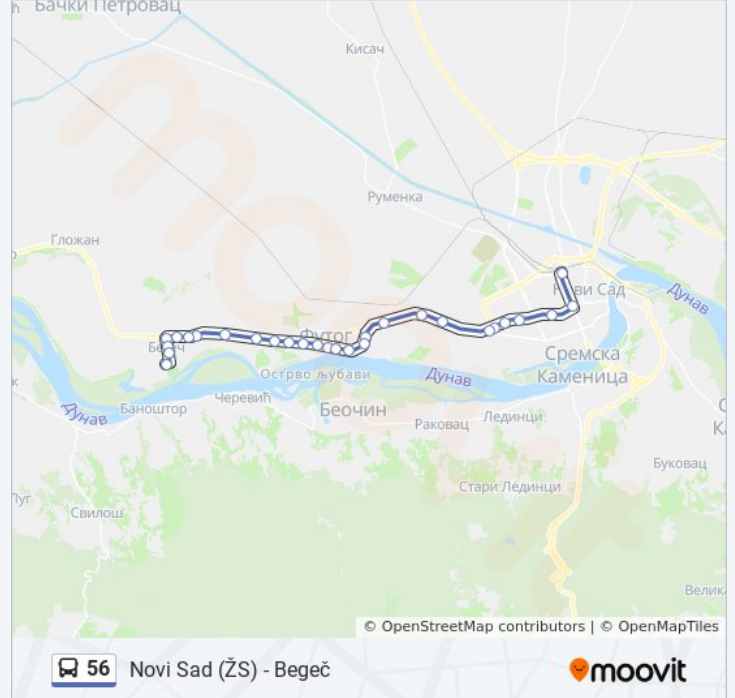 Бачки Петровац
Кисач
Руменка
Гложан
Нови Сад
Дунав
Футог
Бегеч
Сремска
Каменица
Острво љубави
Дунав
Черевић
Баноштор
Дунав
Беочин
Раковац
Лединци
Буковац
Стари Лединци
Свилош
Велика
© OpenStreetMap contributors | © OpenMapTiles
56 Novi Sad (ŽS) - Begeč
moovit